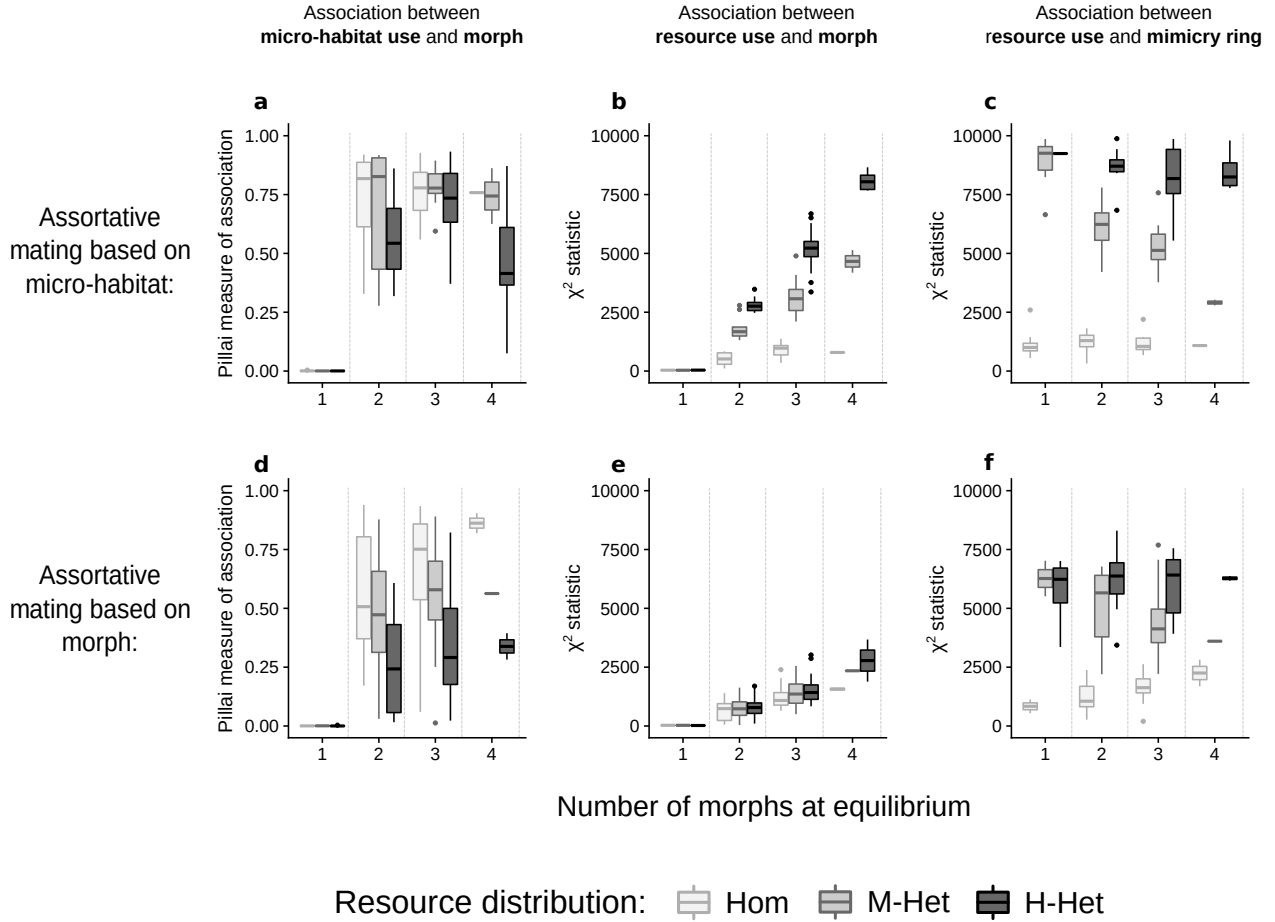 Association between
micro-habitat use and morph
Association between
resource use and morph
Association between
resource use and mimicry ring
Assortative
mating based on
micro-habitat:
a
Pillai measure of association
1.00
0.75
0.50
0.25
0.00
1 2 3 4
b
χ² statistic
10000
7500
5000
2500
0
1 2 3 4
c
χ² statistic
10000
7500
5000
2500
0
1 2 3 4
Assortative
mating based on
morph:
d
Pillai measure of association
1.00
0.75
0.50
0.25
0.00
1 2 3 4
e
χ² statistic
10000
7500
5000
2500
0
1 2 3 4
f
χ² statistic
10000
7500
5000
2500
0
1 2 3 4
Number of morphs at equilibrium
Resource distribution: Hom M-Het H-Het